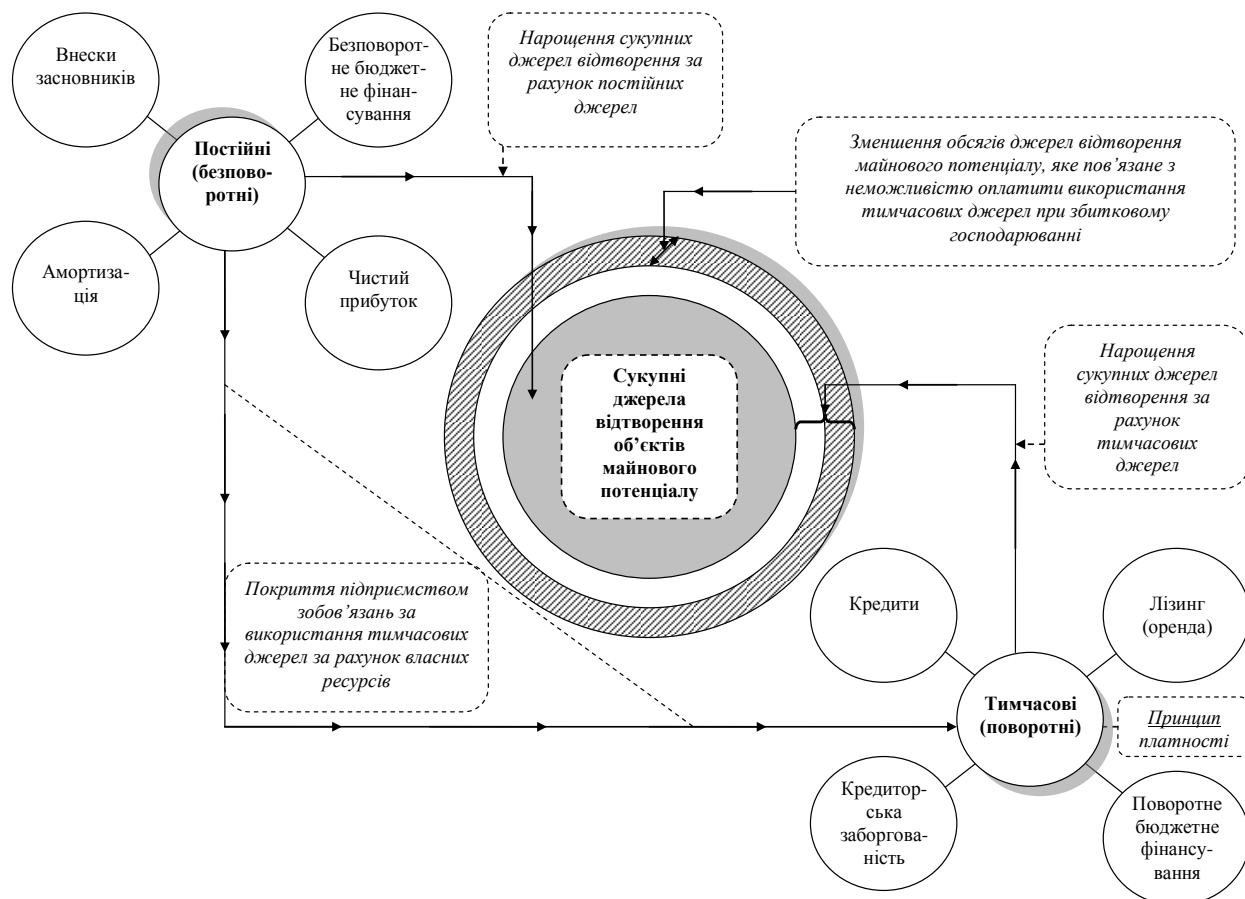 Внески
засновників
Безповорот-
не бюджет-
не фінан-
сування
Постійні
(безпово-
ротні)
Амортиза-
ція
Чистий
прибуток
Нарощення сукупних
джерел відтворення за
рахунок постійних
джерел
Зменшення обсягів джерел відтворення
майнового потенціалу, яке пов’язане з
неможливістю оплатити використання
тимчасових джерел при збитковому
господарюванні
Сукупні
джерела
відтворення
об’єктів
майнового
потенціалу
Нарощення
сукупних джерел
відтворення за
рахунок
тимчасових
джерел
Покриття підприємством
зобов’язань за
використання тимчасових
джерел за рахунок власних
ресурсів
Кредити
Лізинг
(оренда)
Тимчасові
(поворотні)
Принцип
платності
Кредитор-
ська
заборгова-
ність
Поворотне
бюджетне
фінансу-
вання